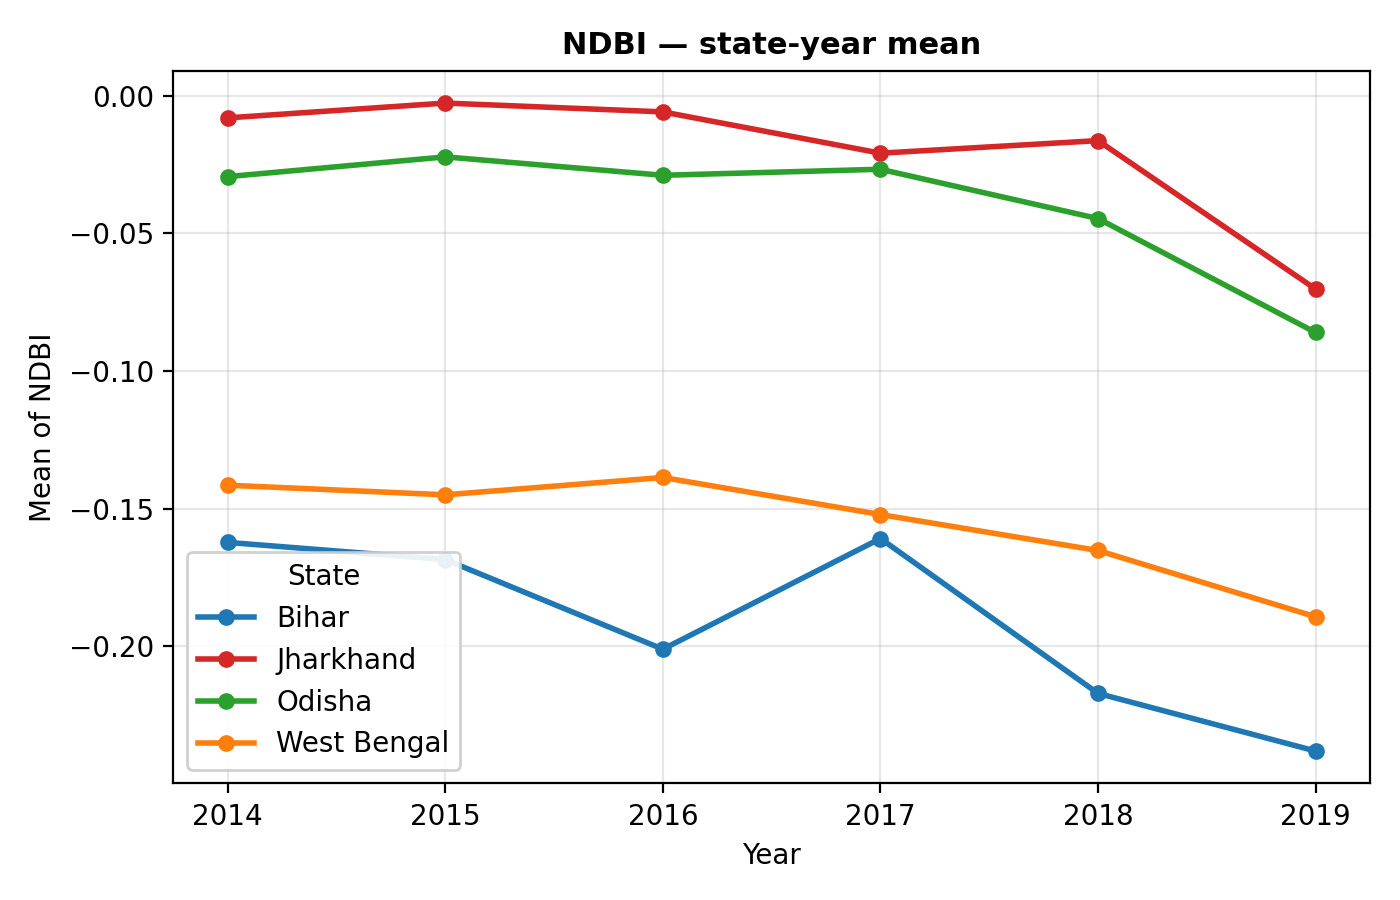 NDBI — state-year mean
Mean of NDBI
0.00
−0.05
−0.10
−0.15
−0.20
State
Bihar
Jharkhand
Odisha
West Bengal
2014 2015 2016 2017 2018 2019
Year